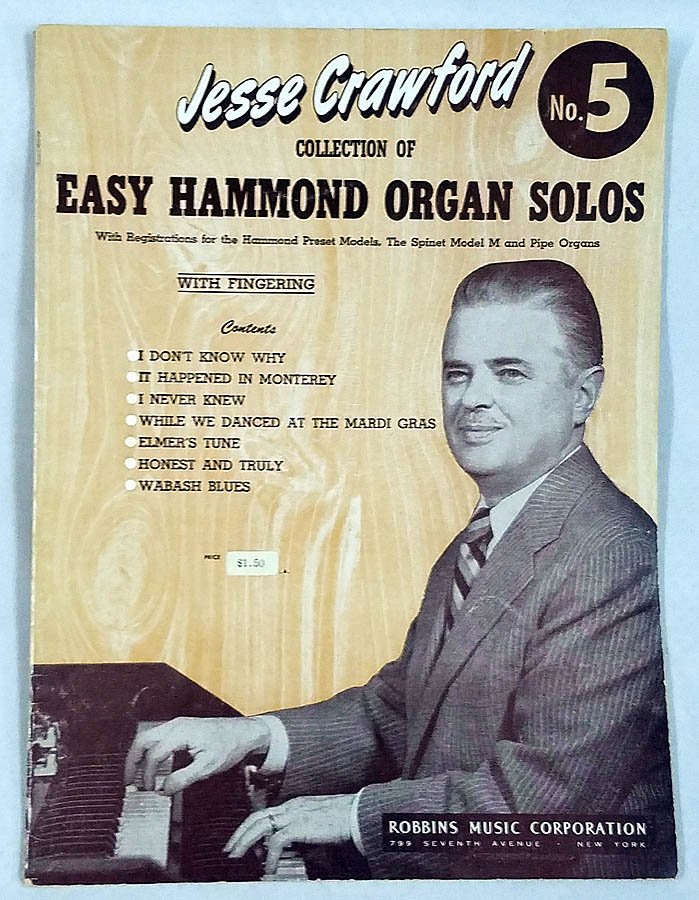 Jesse Crawford
No. 5
COLLECTION OF
EASY HAMMOND ORGAN SOLOS
With Registrations for the Hammond Preset Models, The Spinet Model M and Pipe Organs
WITH FINGERING
Contents
I DON'T KNOW WHY
IT HAPPENED IN MONTEREY
I NEVER KNEW
WHILE WE DANCED AT THE MARDI GRAS
ELMER'S TUNE
HONEST AND TRULY
WABASH BLUES
PRICE $1.50
ROBBINS MUSIC CORPORATION
799 SEVENTH AVENUE · NEW YORK